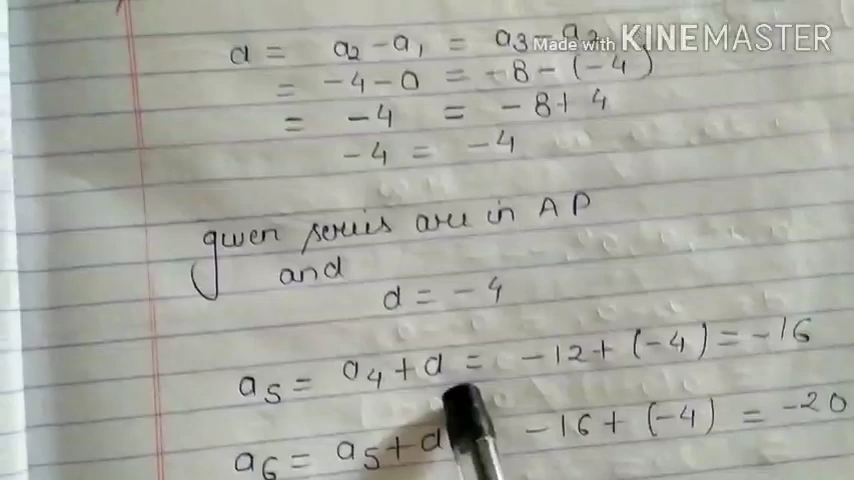 d = a2 - a1 = a3 - a2
Made with KINEMASTER
= -4 - 0 = -8 - (-4)
= -4 = -8 + 4
-4 = -4
given series are in AP
and
d = -4
a5 = a4 + d = -12 + (-4) = -16
a6 = a5 + d -16 + (-4) = -20